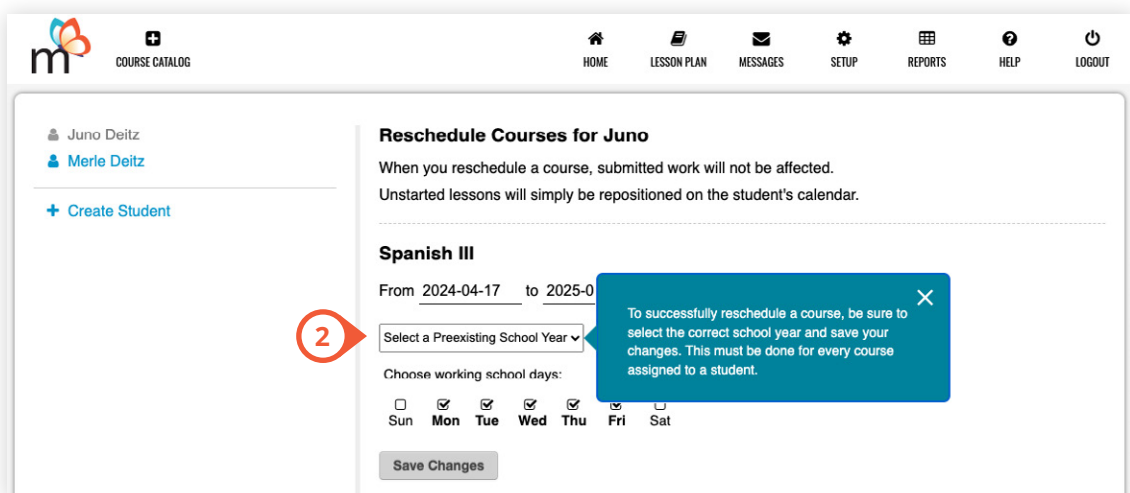 m
COURSE CATALOG
HOME
LESSON PLAN
MESSAGES
SETUP
REPORTS
HELP
LOGOUT
Juno Deitz
Merle Deitz
+ Create Student
Reschedule Courses for Juno
When you reschedule a course, submitted work will not be affected.
Unstarted lessons will simply be repositioned on the student's calendar.
Spanish III
From 2024-04-17 to 2025-0
2
Select a Preexisting School Year
To successfully reschedule a course, be sure to
select the correct school year and save your
changes. This must be done for every course
assigned to a student.
Choose working school days:
Sun Mon Tue Wed Thu Fri Sat
Save Changes